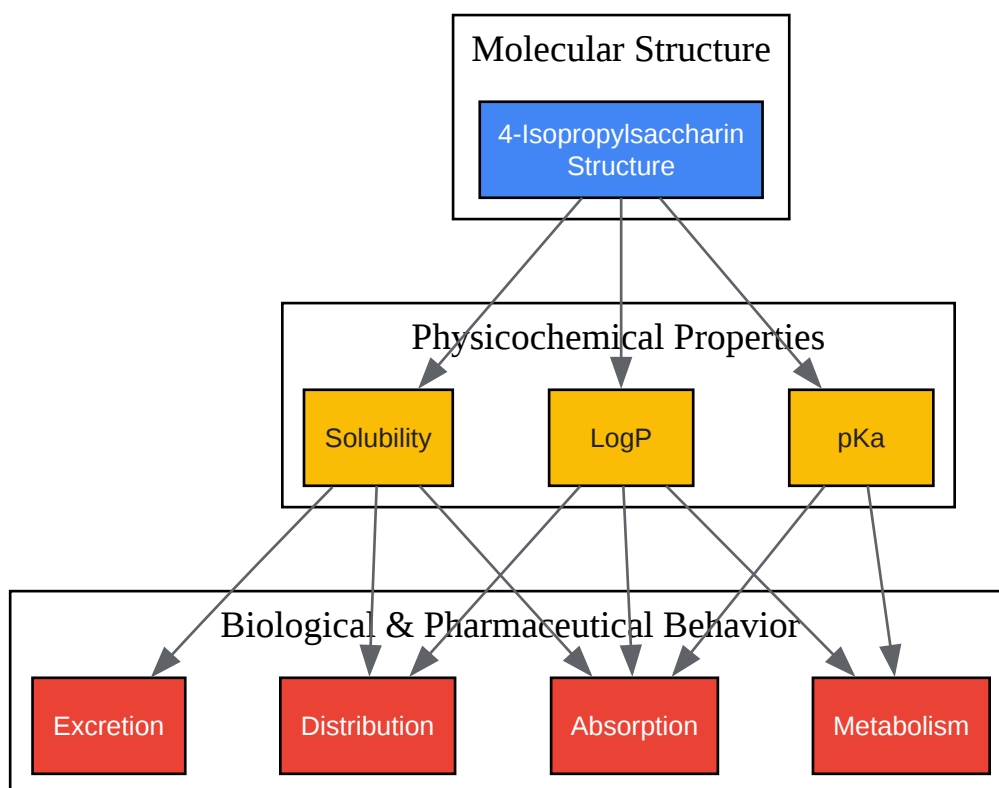 Molecular Structure
4-Isopropylsaccharin
Structure
Physicochemical Properties
Solubility
LogP
pKa
Biological & Pharmaceutical Behavior
Excretion
Distribution
Absorption
Metabolism